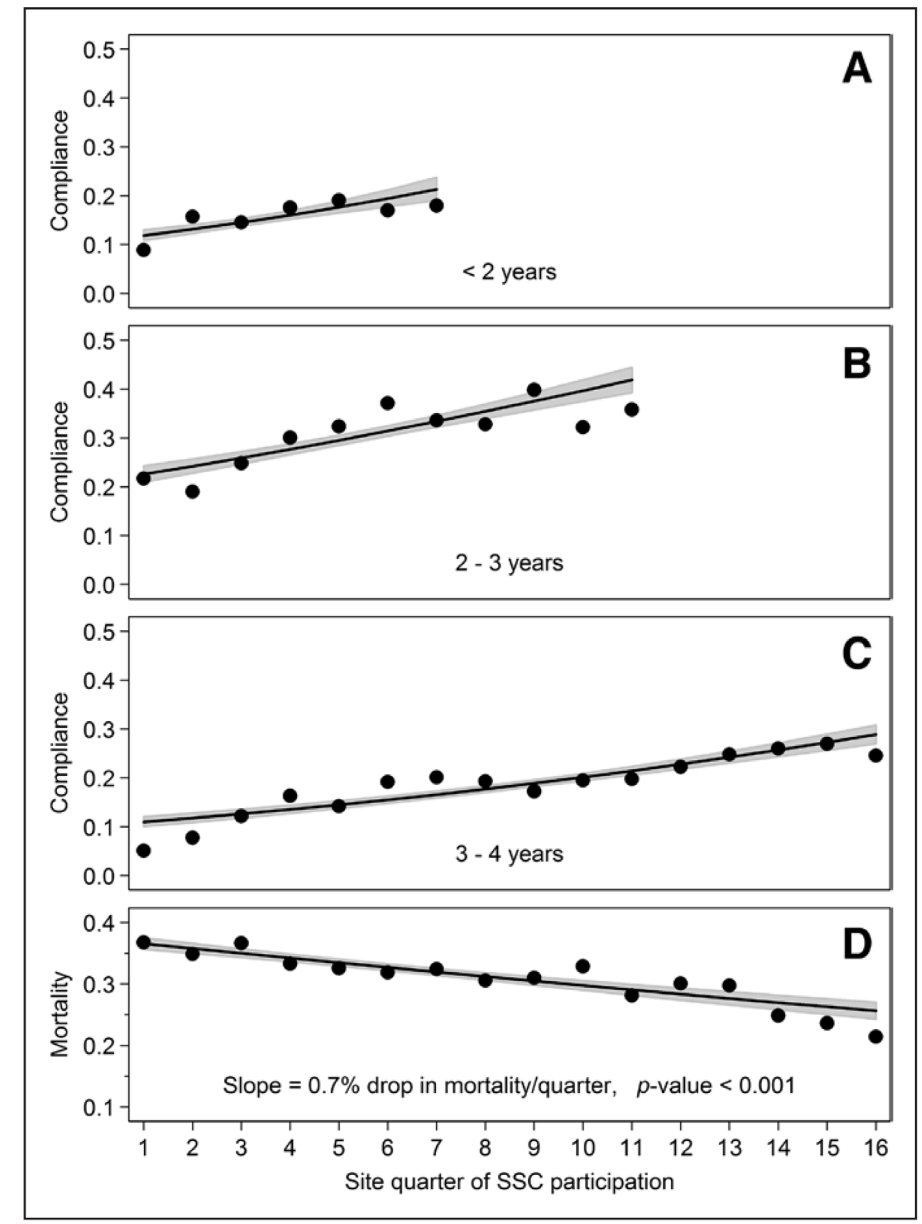 A
0.5
0.4
0.3
0.2
0.1
0.0
Compliance
< 2 years
B
0.5
0.4
0.3
0.2
0.1
0.0
Compliance
2 - 3 years
C
0.5
0.4
0.3
0.2
0.1
0.0
Compliance
3 - 4 years
D
0.4
0.3
0.2
0.1
Mortality
Slope = 0.7% drop in mortality/quarter, p-value < 0.001
1 2 3 4 5 6 7 8 9 10 11 12 13 14 15 16
Site quarter of SSC participation